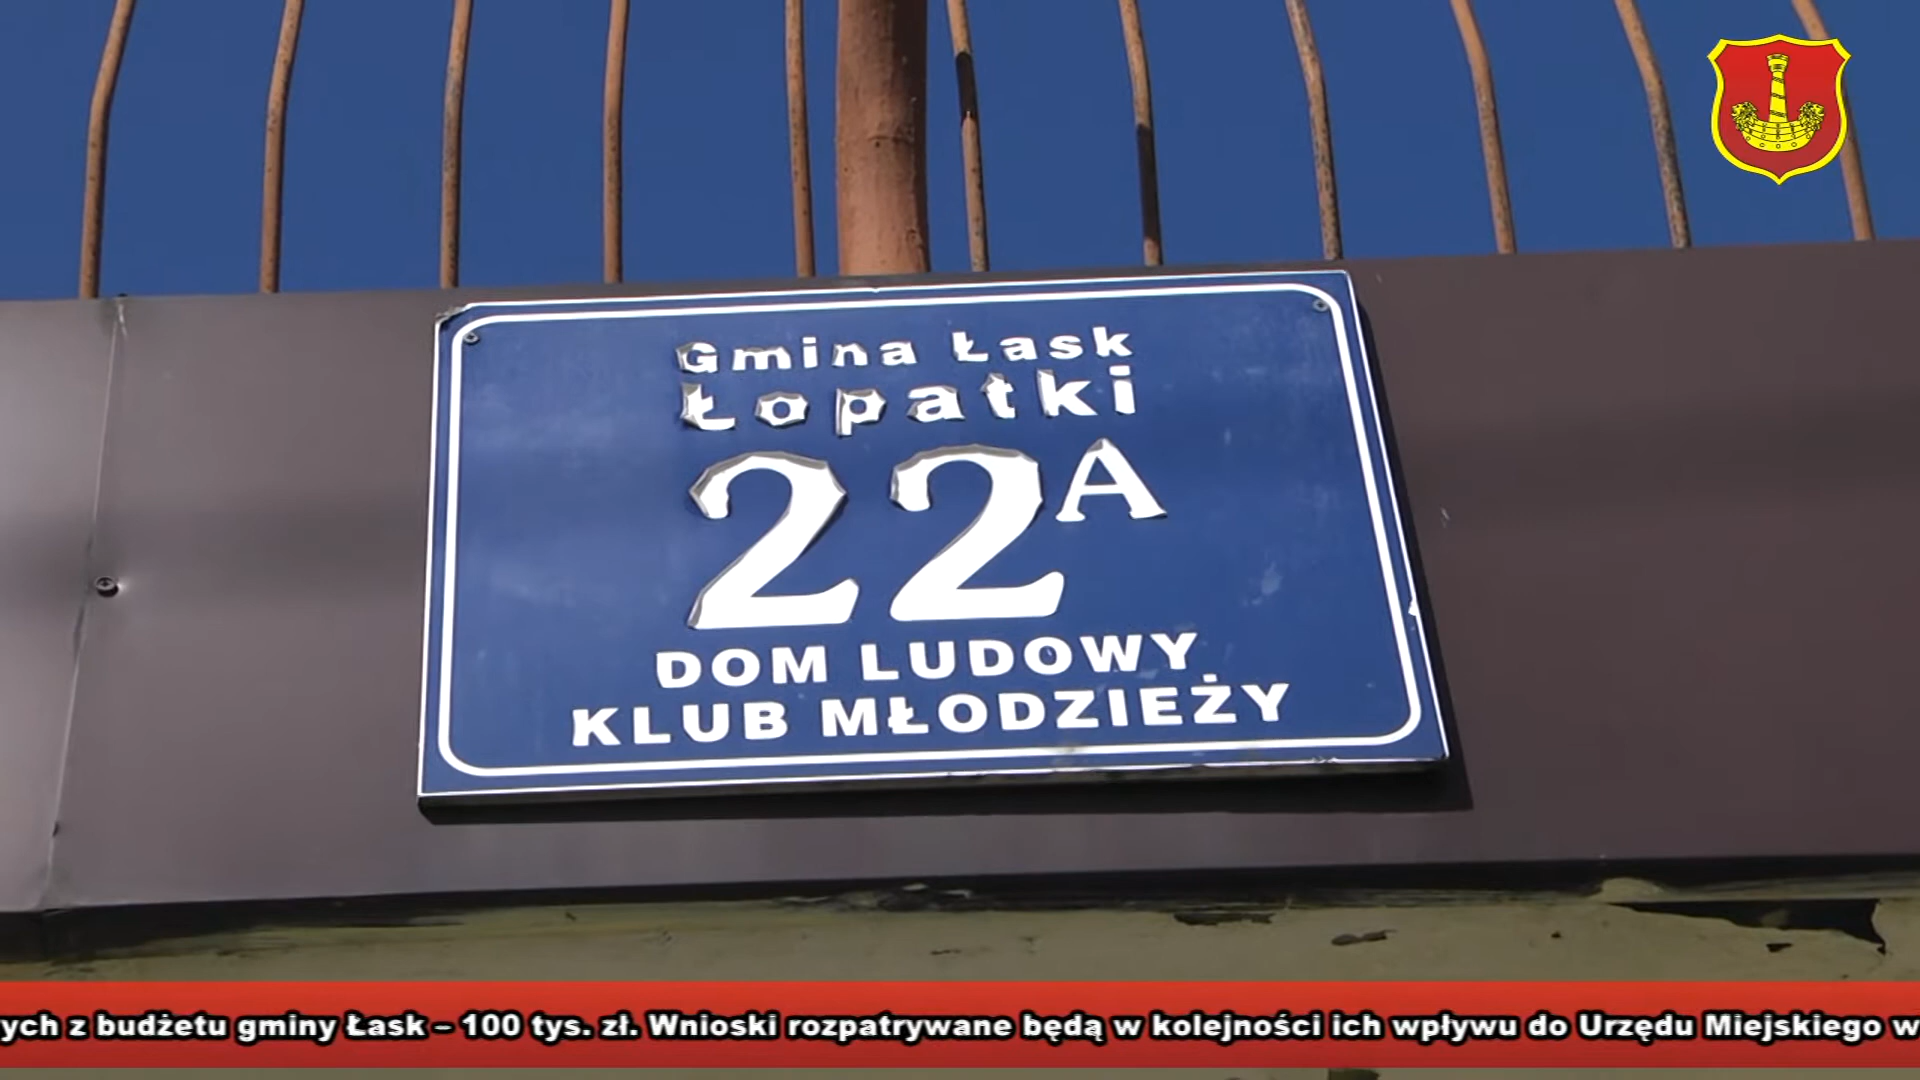 Gmina Łask
Łopatki
22A
DOM LUDOWY
KLUB MŁODZIEŻY
ych z budżetu gminy Łask – 100 tys. zł. Wnioski rozpatrywane będą w kolejności ich wpływu do Urzędu Miejskiego w